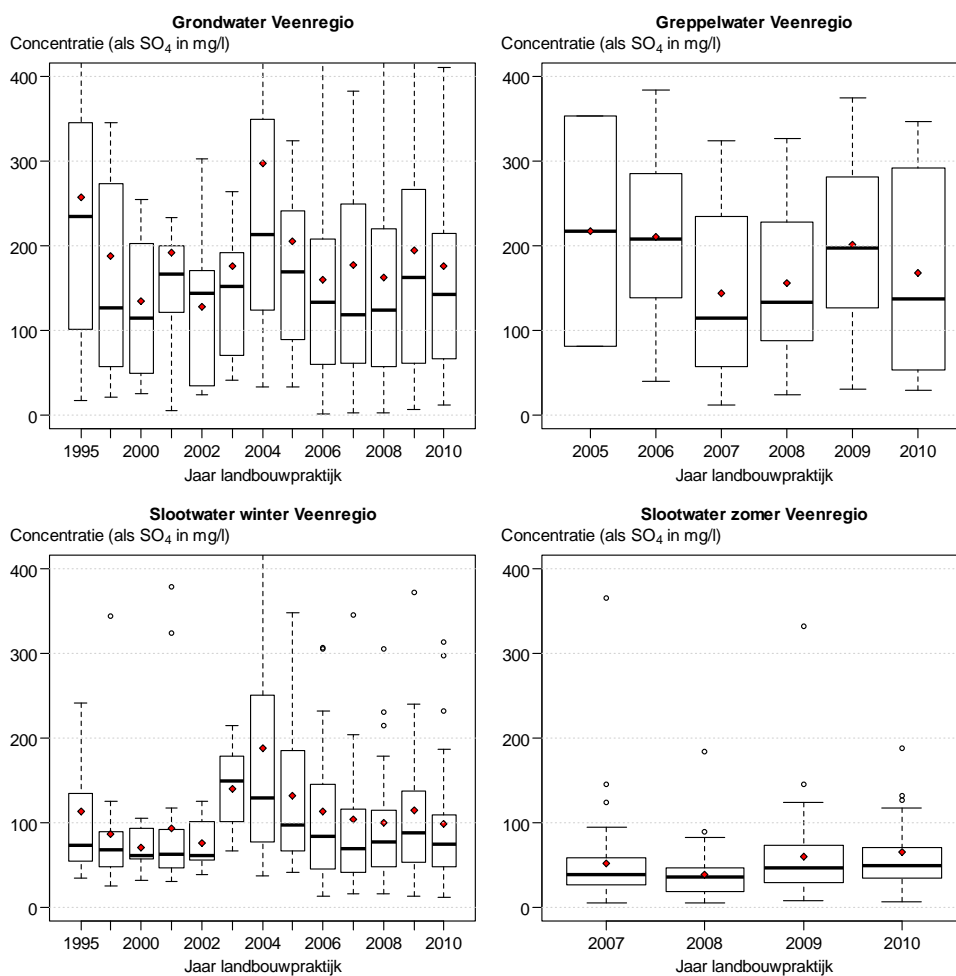 Grondwater Veenregio
Concentratie (als SO4 in mg/l)
400
300
200
100
0
1995 2000 2002 2004 2006 2008 2010
Jaar landbouwpraktijk
Greppelwater Veenregio
Concentratie (als SO4 in mg/l)
400
300
200
100
0
2005 2006 2007 2008 2009 2010
Jaar landbouwpraktijk
Slootwater winter Veenregio
Concentratie (als SO4 in mg/l)
400
300
200
100
0
1995 2000 2002 2004 2006 2008 2010
Jaar landbouwpraktijk
Slootwater zomer Veenregio
Concentratie (als SO4 in mg/l)
400
300
200
100
0
2007 2008 2009 2010
Jaar landbouwpraktijk